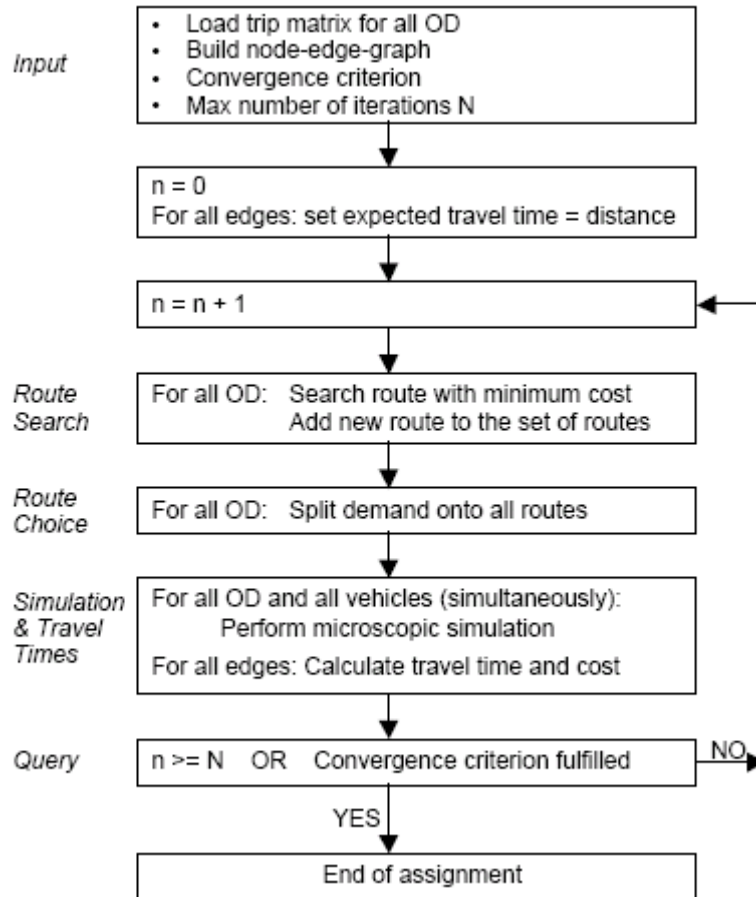 Input
• Load trip matrix for all OD
• Build node-edge-graph
• Convergence criterion
• Max number of iterations N
n = 0
For all edges: set expected travel time = distance
n = n + 1
Route
Search
For all OD: Search route with minimum cost
Add new route to the set of routes
Route
Choice
For all OD: Split demand onto all routes
Simulation
& Travel
Times
For all OD and all vehicles (simultaneously):
Perform microscopic simulation
For all edges: Calculate travel time and cost
Query
n >= N OR Convergence criterion fulfilled
NO
YES
End of assignment